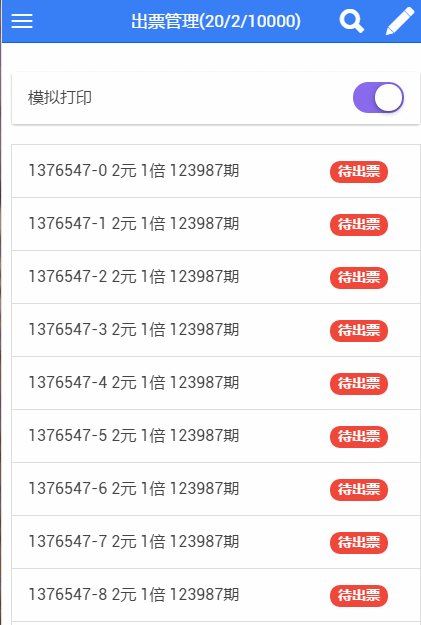 出票管理(20/2/10000)
模拟打印
1376547-0 2元 1倍 123987期 待出票
1376547-1 2元 1倍 123987期 待出票
1376547-2 2元 1倍 123987期 待出票
1376547-3 2元 1倍 123987期 待出票
1376547-4 2元 1倍 123987期 待出票
1376547-5 2元 1倍 123987期 待出票
1376547-6 2元 1倍 123987期 待出票
1376547-7 2元 1倍 123987期 待出票
1376547-8 2元 1倍 123987期 待出票